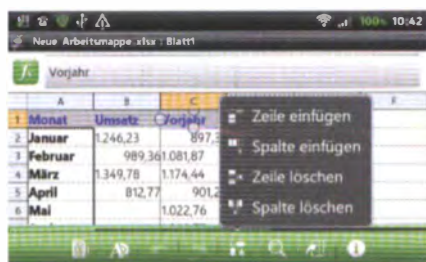 100% 10:42
Neue Arbeitsmappe.xlsx : Blatt1
fx Vorjahr
A B C F
1 Monat Umsatz Vorjahr
2 Januar 1.246,23 897,3
3 Februar 989,36 1.081,87
4 März 1.349,78 1.174,44
5 April 812,77 901,2
6 Mai 1.022,76
Zeile einfügen
Spalte einfügen
Zeile löschen
Spalte löschen